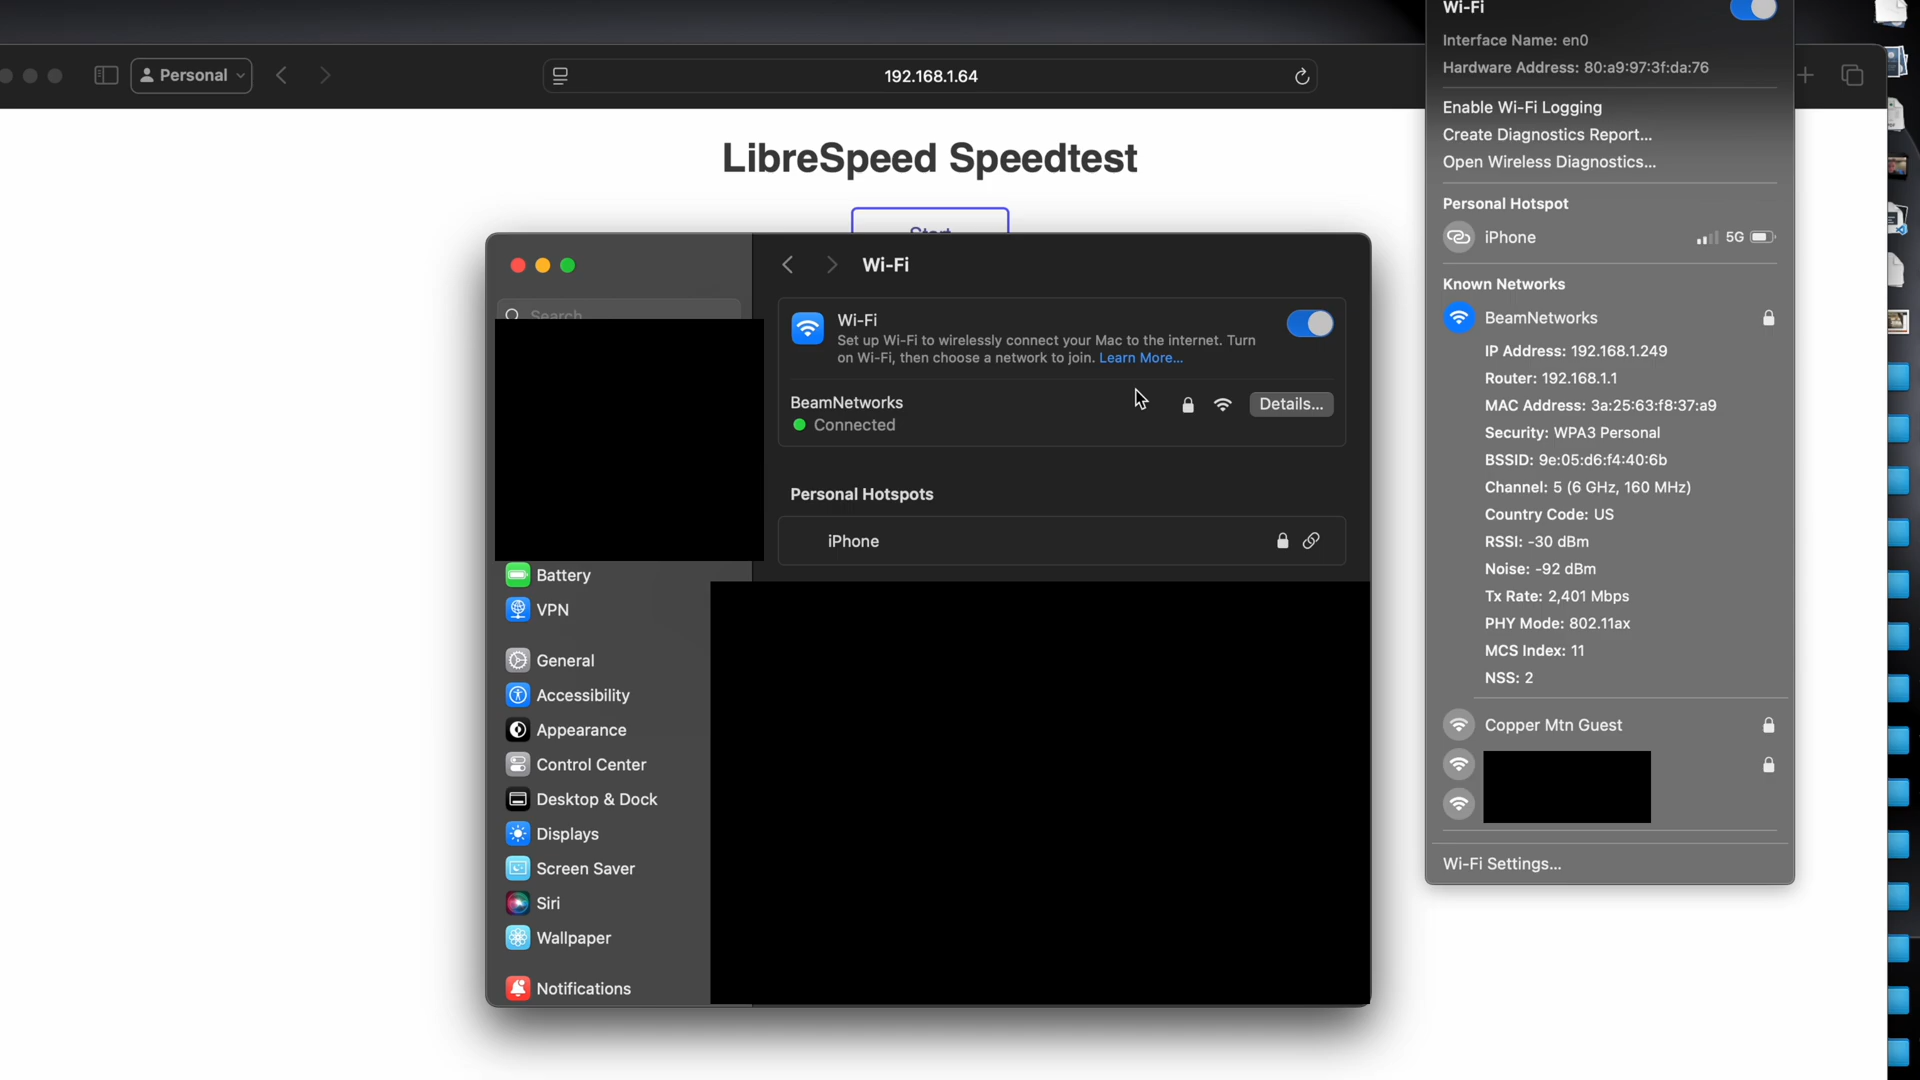 Personal
192.168.1.64
LibreSpeed Speedtest
Start
Wi-Fi
Search
Wi-Fi
Set up Wi-Fi to wirelessly connect your Mac to the internet. Turn
on Wi-Fi, then choose a network to join. Learn More...
BeamNetworks
Details...
Connected
Personal Hotspots
iPhone
Battery
VPN
General
Accessibility
Appearance
Control Center
Desktop & Dock
Displays
Screen Saver
Siri
Wallpaper
Notifications
Wi-Fi
Interface Name: en0
Hardware Address: 80:a9:97:3f:da:76
Enable Wi-Fi Logging
Create Diagnostics Report...
Open Wireless Diagnostics...
Personal Hotspot
iPhone 5G
Known Networks
BeamNetworks
IP Address: 192.168.1.249
Router: 192.168.1.1
MAC Address: 3a:25:63:f8:37:a9
Security: WPA3 Personal
BSSID: 9e:05:d6:f4:40:6b
Channel: 5 (6 GHz, 160 MHz)
Country Code: US
RSSI: -30 dBm
Noise: -92 dBm
Tx Rate: 2,401 Mbps
PHY Mode: 802.11ax
MCS Index: 11
NSS: 2
Copper Mtn Guest
Wi-Fi Settings...